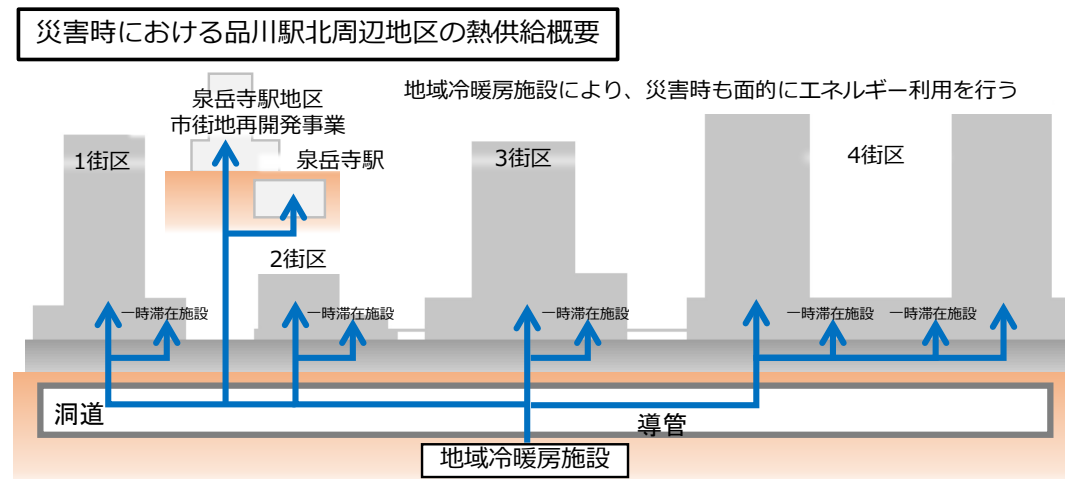 災害時における品川駅北周辺地区の熱供給概要
地域冷暖房施設により、災害時も面的にエネルギー利用を行う
泉岳寺駅地区
市街地再開発事業
1街区
泉岳寺駅
3街区
4街区
2街区
一時滞在施設
一時滞在施設
一時滞在施設
一時滞在施設
一時滞在施設
洞道
導管
地域冷暖房施設